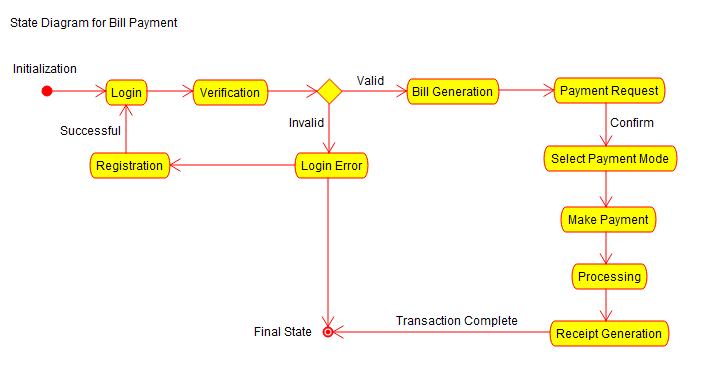 State Diagram for Bill Payment
Initialization
Login
Verification
Valid
Bill Generation
Payment Request
Invalid
Confirm
Successful
Registration
Login Error
Select Payment Mode
Make Payment
Processing
Final State
Transaction Complete
Receipt Generation